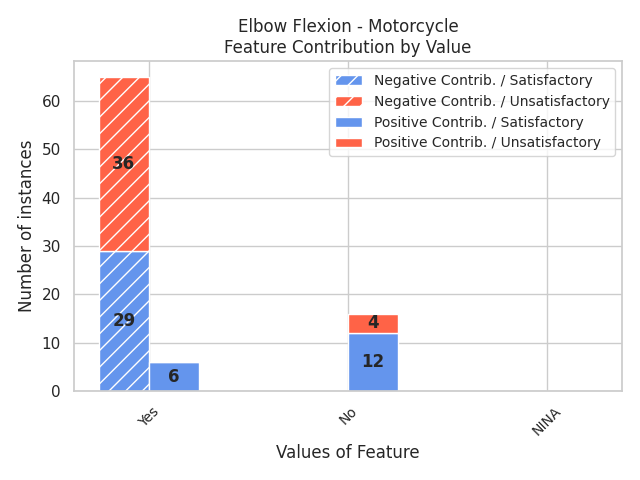 Elbow Flexion - Motorcycle
Feature Contribution by Value
Negative Contrib. / Satisfactory
Negative Contrib. / Unsatisfactory
Positive Contrib. / Satisfactory
Positive Contrib. / Unsatisfactory
Number of instances
60
50
40
30
20
10
0
36
29
6
4
12
Yes
No
NINA
Values of Feature